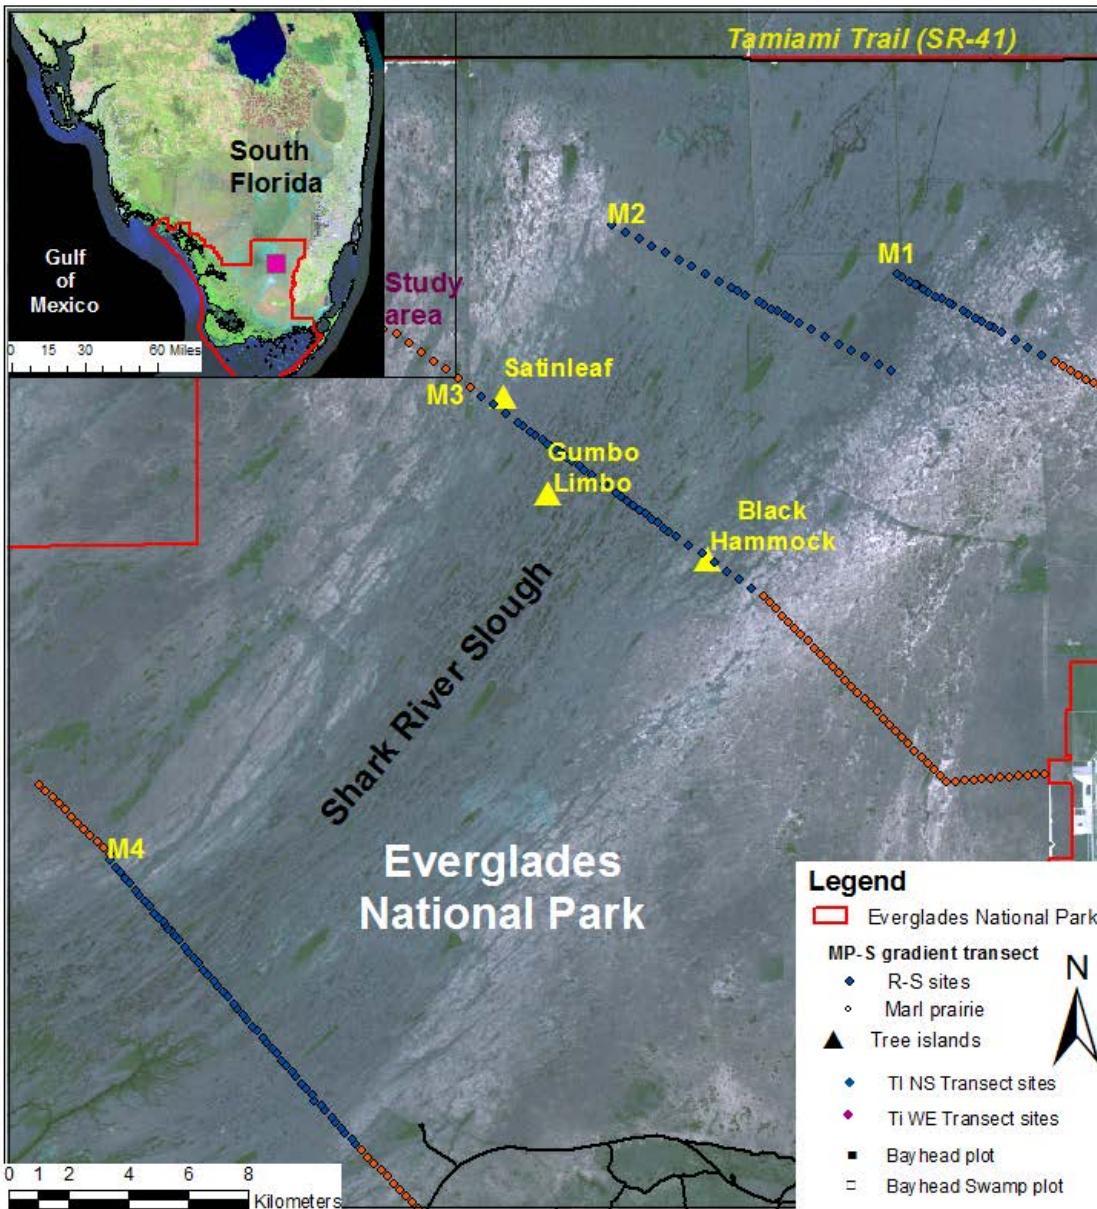 Tamiami Trail (SR-41)
South
Florida
Gulf
of
Mexico
Study
area
0 15 30 60 Miles
M2
M1
M3
Satinleaf
Gumbo
Limbo
Black
Hammock
Shark River Slough
M4
Everglades
National Park
Legend
Everglades National Park
MP-S gradient transect
R-S sites
Marl prairie
Tree islands
TI NS Transect sites
Ti WE Transect sites
Bayhead plot
Bayhead Swamp plot
N
0 1 2 4 6 8
Kilometers